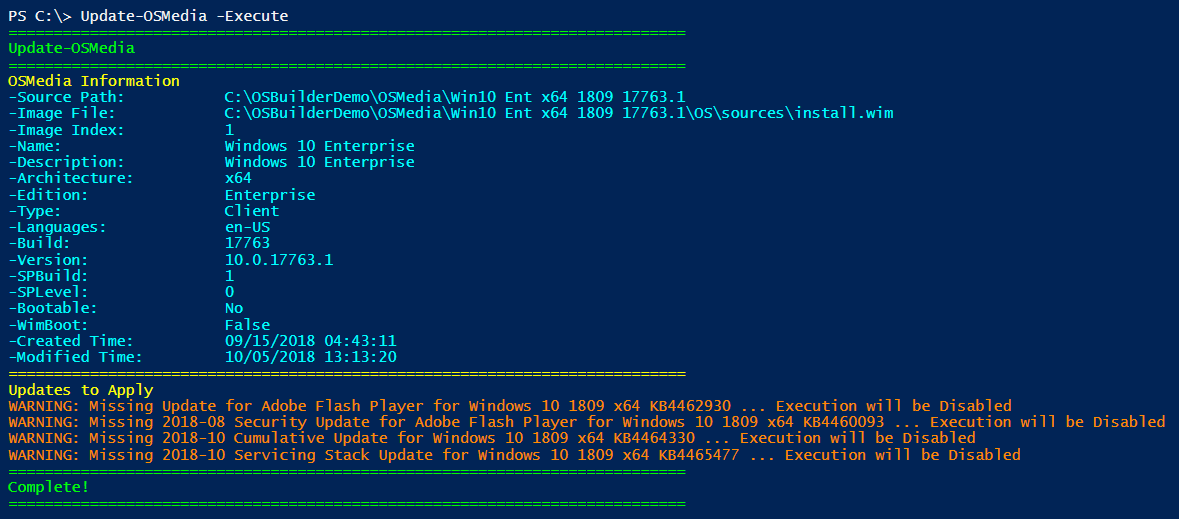 PS C:\> Update-OSMedia -Execute
===========================================================================
Update-OSMedia
===========================================================================
OSMedia Information
-Source Path:           C:\OSBuilderDemo\OSMedia\Win10 Ent x64 1809 17763.1
-Image File:            C:\OSBuilderDemo\OSMedia\Win10 Ent x64 1809 17763.1\OS\sources\install.wim
-Image Index:           1
-Name:                  Windows 10 Enterprise
-Description:           Windows 10 Enterprise
-Architecture:          x64
-Edition:               Enterprise
-Type:                  Client
-Languages:             en-US
-Build:                 17763
-Version:               10.0.17763.1
-SPBuild:               1
-SPLevel:               0
-Bootable:              No
-WimBoot:               False
-Created Time:          09/15/2018 04:43:11
-Modified Time:         10/05/2018 13:13:20
===========================================================================
Updates to Apply
WARNING: Missing Update for Adobe Flash Player for Windows 10 1809 x64 KB4462930 ... Execution will be Disabled
WARNING: Missing 2018-08 Security Update for Adobe Flash Player for Windows 10 1809 x64 KB4460093 ... Execution will be Disabled
WARNING: Missing 2018-10 Cumulative Update for Windows 10 1809 x64 KB4464330 ... Execution will be Disabled
WARNING: Missing 2018-10 Servicing Stack Update for Windows 10 1809 x64 KB4465477 ... Execution will be Disabled
===========================================================================
Complete!
===========================================================================